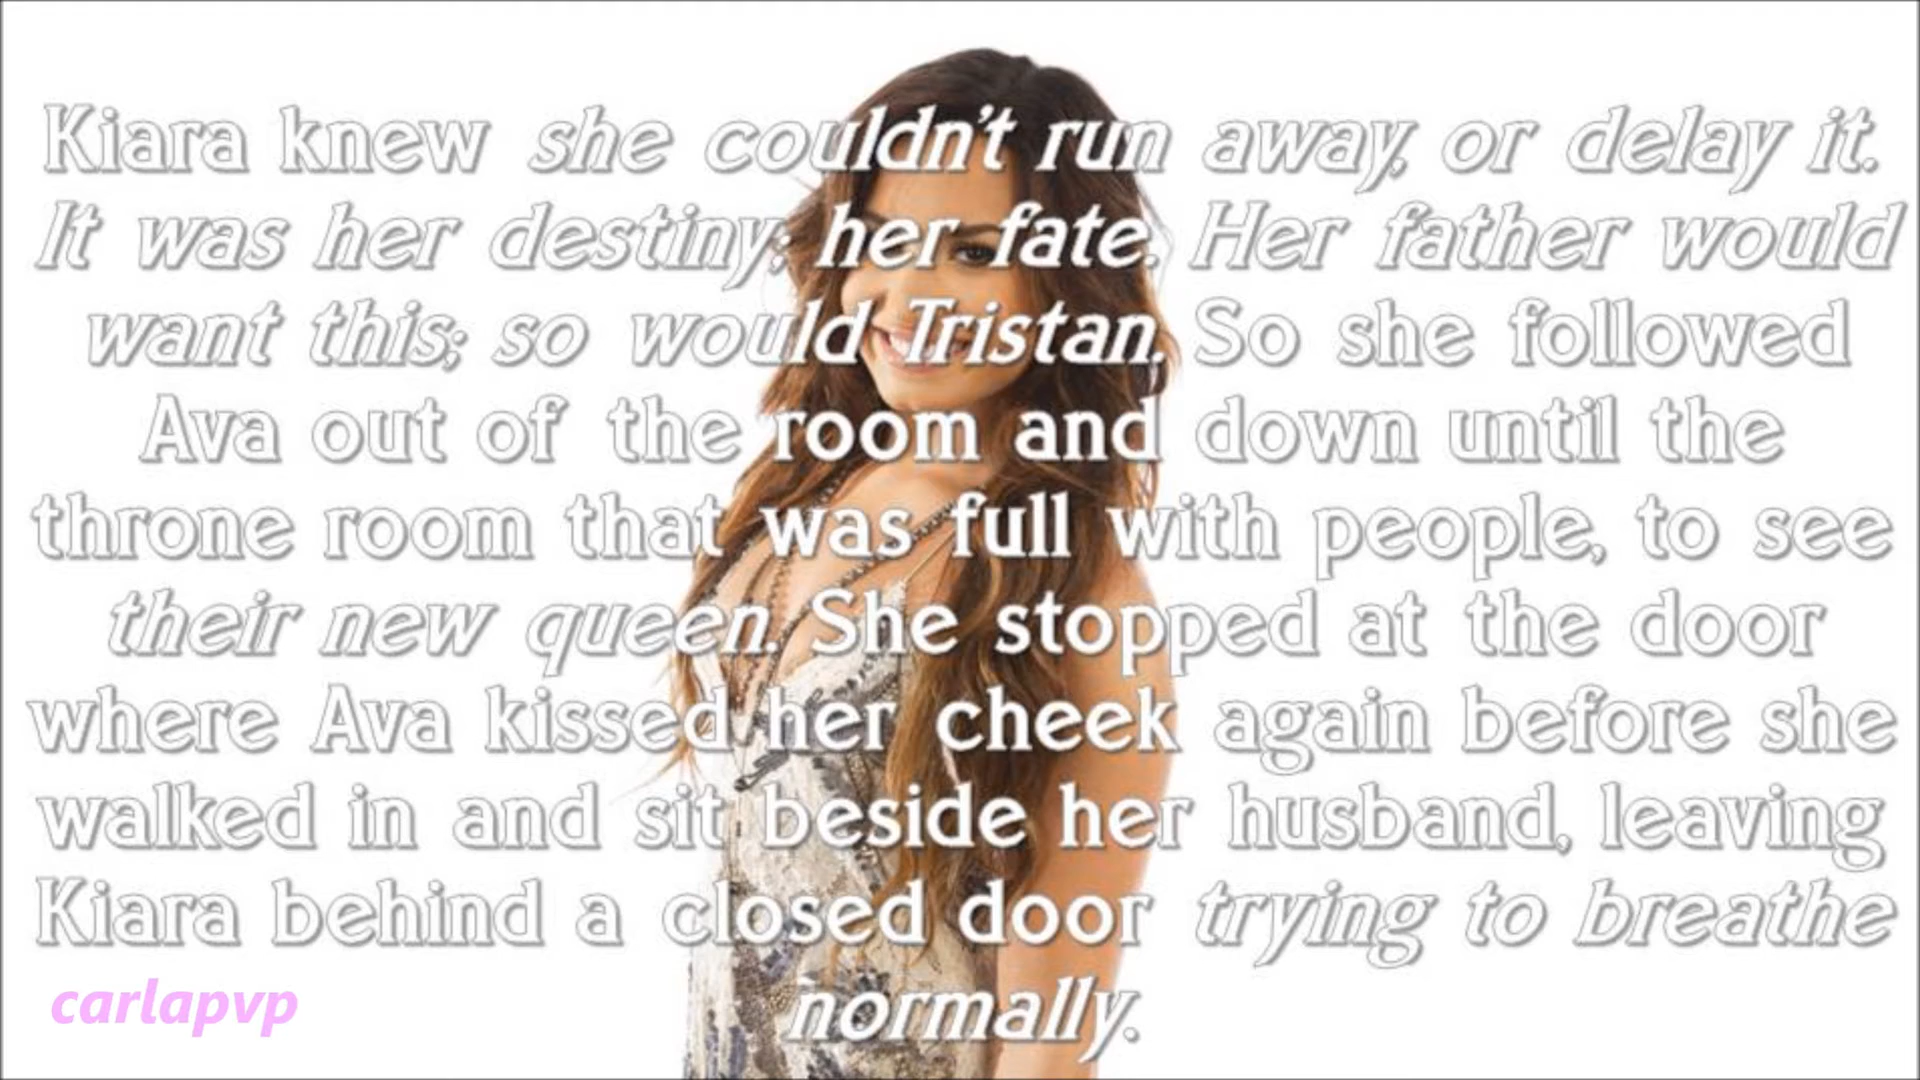 Kiara knew she couldn't run away, or delay it.
It was her destiny; her fate. Her father would
want this; so would Tristan. So she followed
Ava out of the room and down until the
throne room that was full with people, to see
their new queen. She stopped at the door
where Ava kissed her cheek again before she
walked in and sit beside her husband, leaving
Kiara behind a closed door trying to breathe
normally.
carlapvp